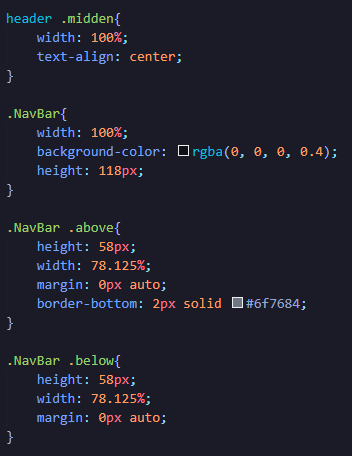 header .midden{
    width: 100%;
    text-align: center;
}

.NavBar{
    width: 100%;
    background-color: rgba(0, 0, 0, 0.4);
    height: 118px;
}

.NavBar .above{
    height: 58px;
    width: 78.125%;
    margin: 0px auto;
    border-bottom: 2px solid #6f7684;
}

.NavBar .below{
    height: 58px;
    width: 78.125%;
    margin: 0px auto;
}